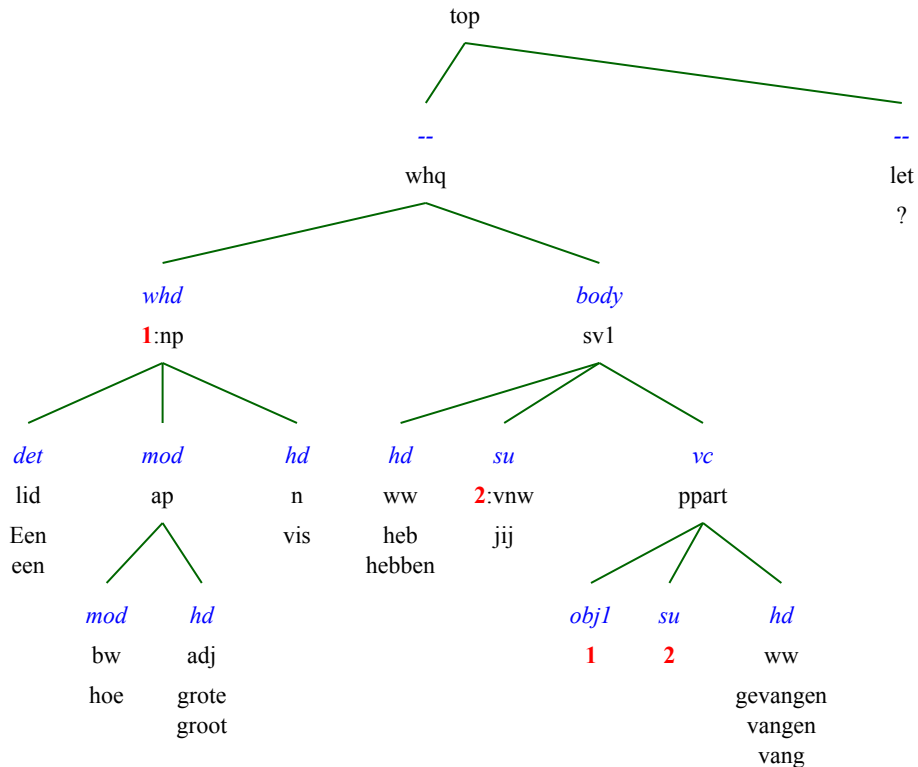 top
-- --
whq let
?
whd body
1:np sv1
det mod hd hd su vc
lid ap n ww 2:vnw ppart
Een vis heb jij
een hebben
mod hd obj1 su hd
bw adj 1 2 ww
hoe grote gevangen
groot vangen
vang